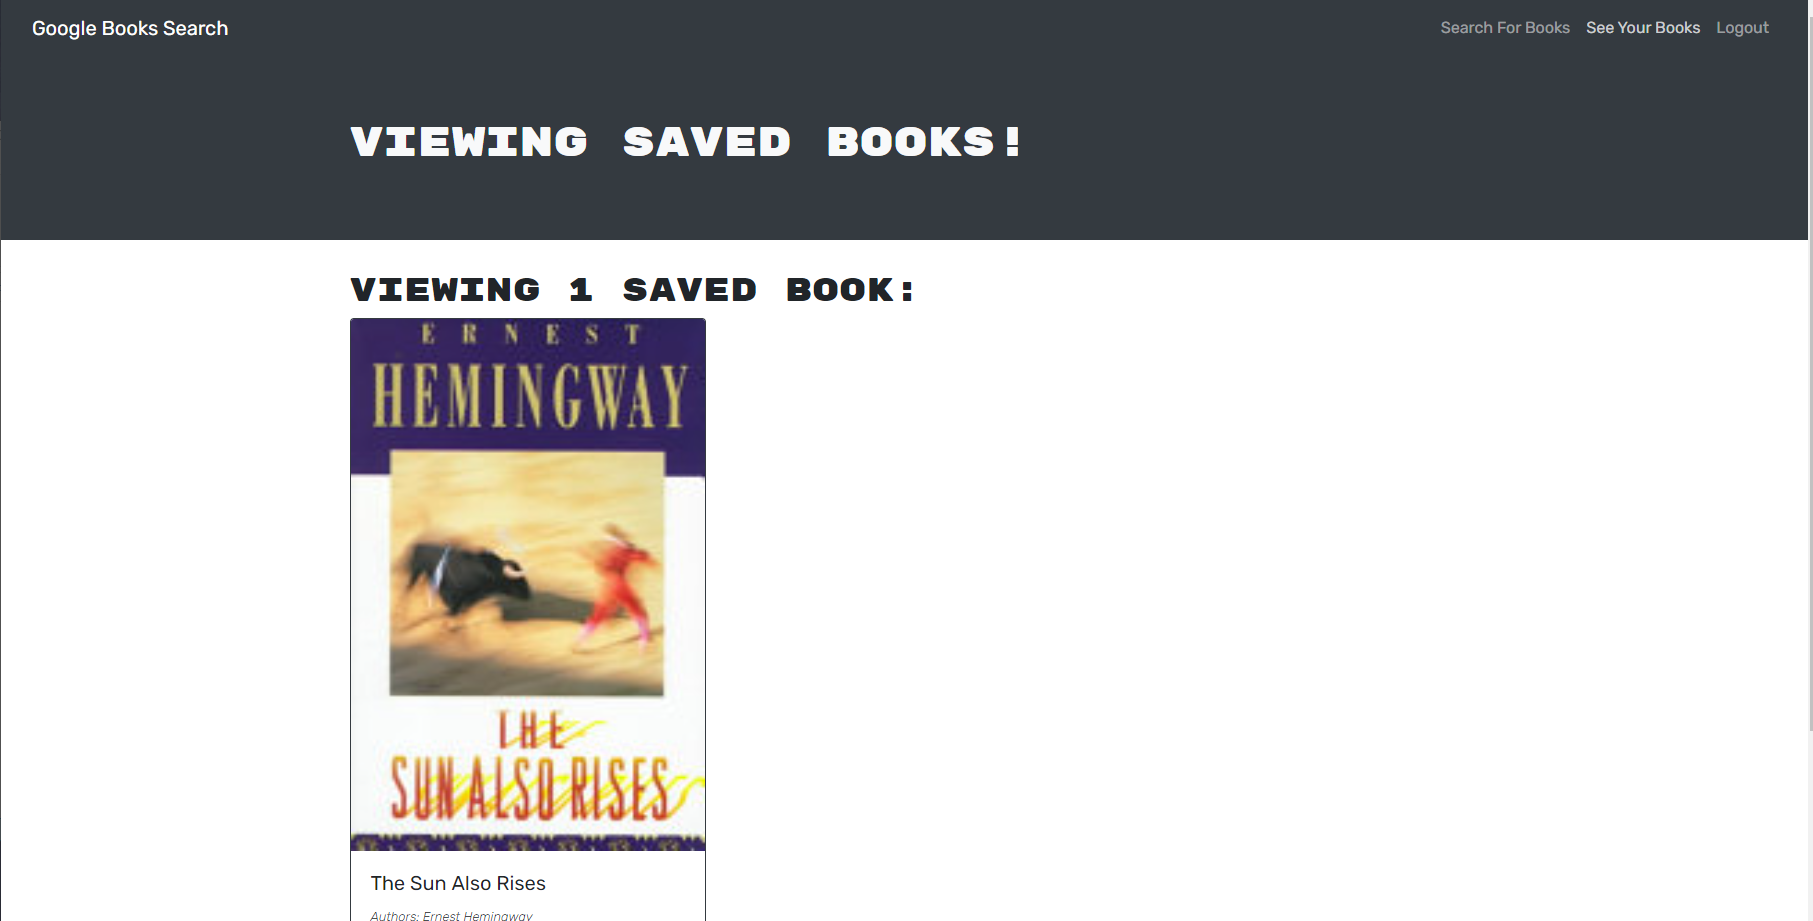 Google Books Search
Search For Books See Your Books Logout
VIEWING SAVED BOOKS!
VIEWING 1 SAVED BOOK:
ERNEST
HEMINGWAY
THE
SUN ALSO RISES
The Sun Also Rises
Authors: Ernest Hemingway